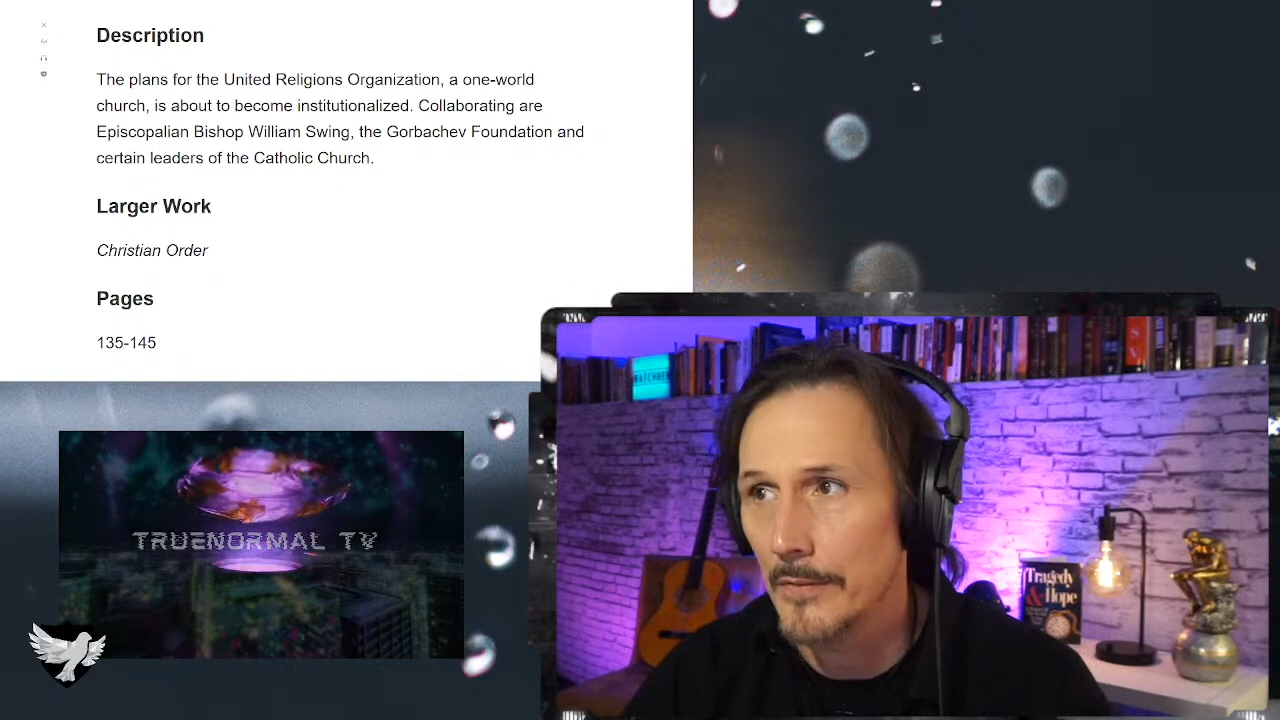 Description
The plans for the United Religions Organization, a one-world
church, is about to become institutionalized. Collaborating are
Episcopalian Bishop William Swing, the Gorbachev Foundation and
certain leaders of the Catholic Church.
Larger Work
Christian Order
Pages
135-145
TRUENORMAL TV
WATCHMEN
Tragedy
& Hope